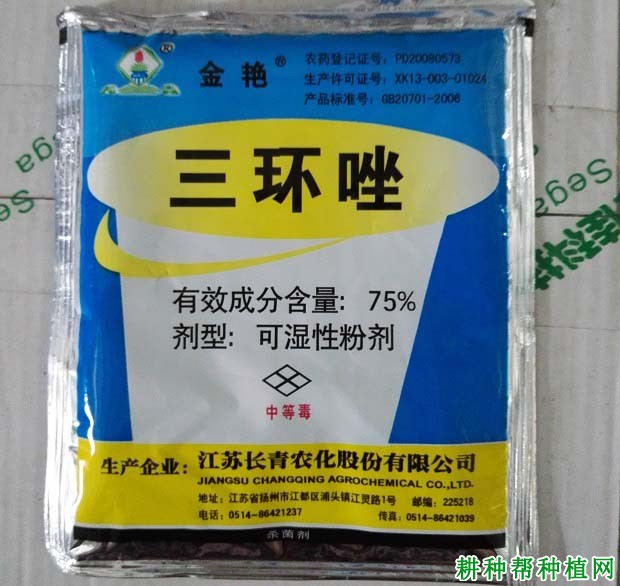 金艳®
农药登记证号:PD20080573
生产许可证号:XK13-003-01024
产品标准号:GB20701-2006
三环唑
有效成分含量: 75%
剂型: 可湿性粉剂
中等毒
生产企业: 江苏长青农化股份有限公司
JIANGSU CHANGQING AGROCHEMICAL CO.,LTD.
地址:江苏省扬州市江都区浦头镇江灵路1号 邮编:225218
电话:0514-86421237 传真:0514-86421039
杀菌剂
Sega
Sega
耕种帮种植网